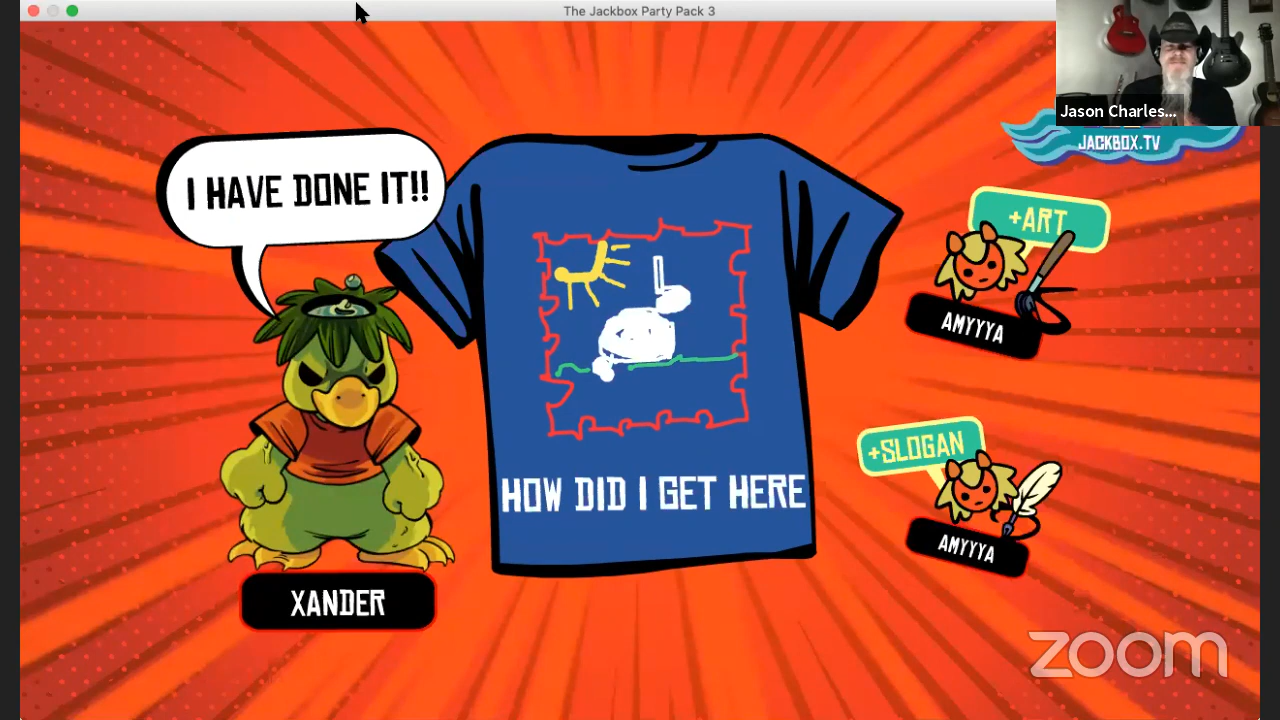 The Jackbox Party Pack 3
Jason Charles...
JACKBOX.TV
I HAVE DONE IT!!
+ART
AMYYYA
HOW DID I GET HERE
+SLOGAN
AMYYYA
XANDER
zoom